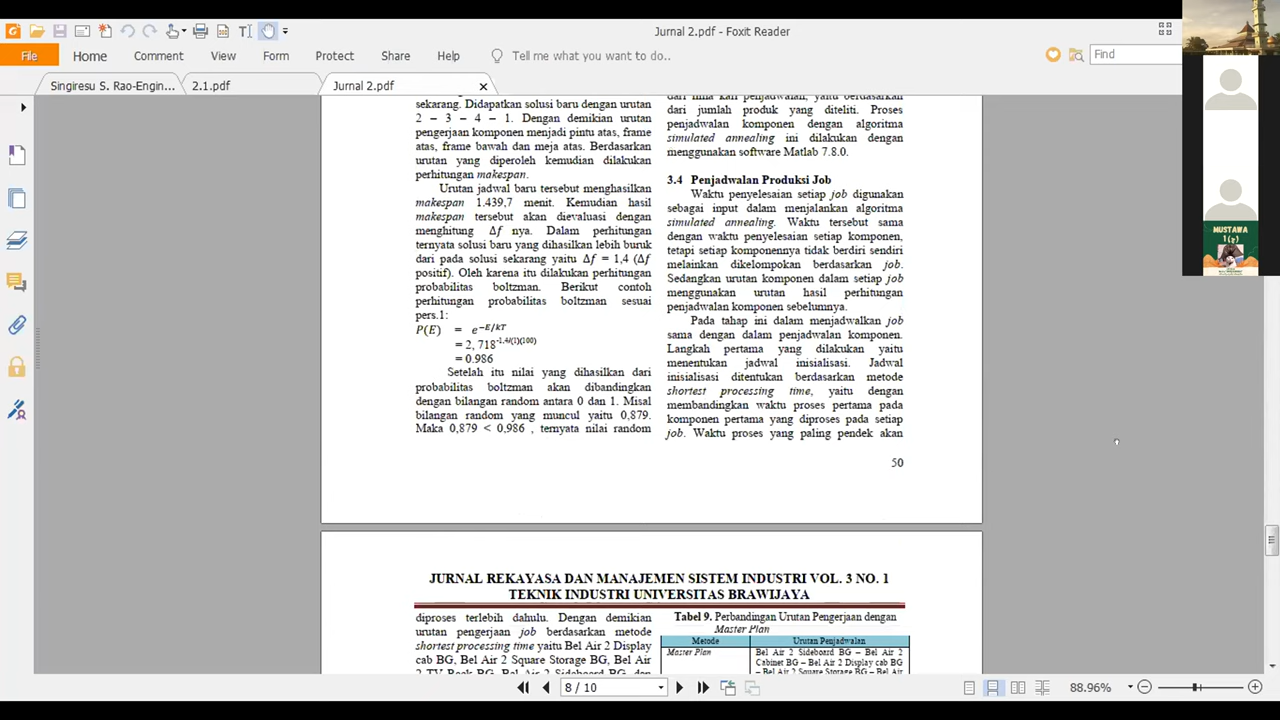 Jurnal 2.pdf - Foxit Reader
File Home Comment View Form Protect Share Help Tell me what you want to do..
Find
Singiresu S. Rao-Engin...
2.1.pdf
Jurnal 2.pdf
MUSTAWA
sekarang. Didapatkan solusi baru dengan urutan
2 – 3 – 4 – 1. Dengan demikian urutan
pengerjaan komponen menjadi pintu atas, frame
atas, frame bawah dan meja atas. Berdasarkan
urutan yang diperoleh kemudian dilakukan
perhitungan makespan.
Urutan jadwal baru tersebut menghasilkan
makespan 1.439,7 menit. Kemudian hasil
makespan tersebut akan dievaluasi dengan
menghitung Δf nya. Dalam perhitungan
ternyata solusi baru yang dihasilkan lebih buruk
dari pada solusi sekarang yaitu Δf = 1,4 (Δf
positif). Oleh karena itu dilakukan perhitungan
probabilitas boltzman. Berikut contoh
perhitungan probabilitas boltzman sesuai
pers.1:
P(E) = e^{-E/kT}
= 2, 718^{-1,4/(1)(100)}
= 0.986
Setelah itu nilai yang dihasilkan dari
probabilitas boltzman akan dibandingkan
dengan bilangan random antara 0 dan 1. Misal
bilangan random yang muncul yaitu 0,879.
Maka 0,879 < 0,986 , ternyata nilai random
dari jumlah produk yang diteliti. Proses
penjadwalan komponen dengan algoritma
simulated annealing ini dilakukan dengan
menggunakan software Matlab 7.8.0.
3.4 Penjadwalan Produksi Job
Waktu penyelesaian setiap job digunakan
sebagai input dalam menjalankan algoritma
simulated annealing. Waktu tersebut sama
dengan waktu penyelesaian setiap komponen,
tetapi setiap komponennya tidak berdiri sendiri
melainkan dikelompokan berdasarkan job.
Sedangkan urutan komponen dalam setiap job
menggunakan urutan hasil perhitungan
penjadwalan komponen sebelumnya.
Pada tahap ini dalam menjadwalkan job
sama dengan dalam penjadwalan komponen.
Langkah pertama yang dilakukan yaitu
menentukan jadwal inisialisasi. Jadwal
inisialisasi ditentukan berdasarkan metode
shortest processing time, yaitu dengan
membandingkan waktu proses pertama pada
komponen pertama yang diproses pada setiap
job. Waktu proses yang paling pendek akan
50
JURNAL REKAYASA DAN MANAJEMEN SISTEM INDUSTRI VOL. 3 NO. 1
TEKNIK INDUSTRI UNIVERSITAS BRAWIJAYA
diproses terlebih dahulu. Dengan demikian
urutan pengerjaan job berdasarkan metode
shortest processing time yaitu Bel Air 2 Display
cab BG, Bel Air 2 Square Storage BG, Bel Air
Tabel 9. Perbandingan Urutan Pengerjaan dengan
Master Plan
Metode Urutan Penjadwalan
Master Plan Bel Air 2 Sideboard BG – Bel Air 2
Cabinet BG – Bel Air 2 Display cab BG
– Bel Air 2 Square Storage BG – Bel Air
8 / 10
88.96%